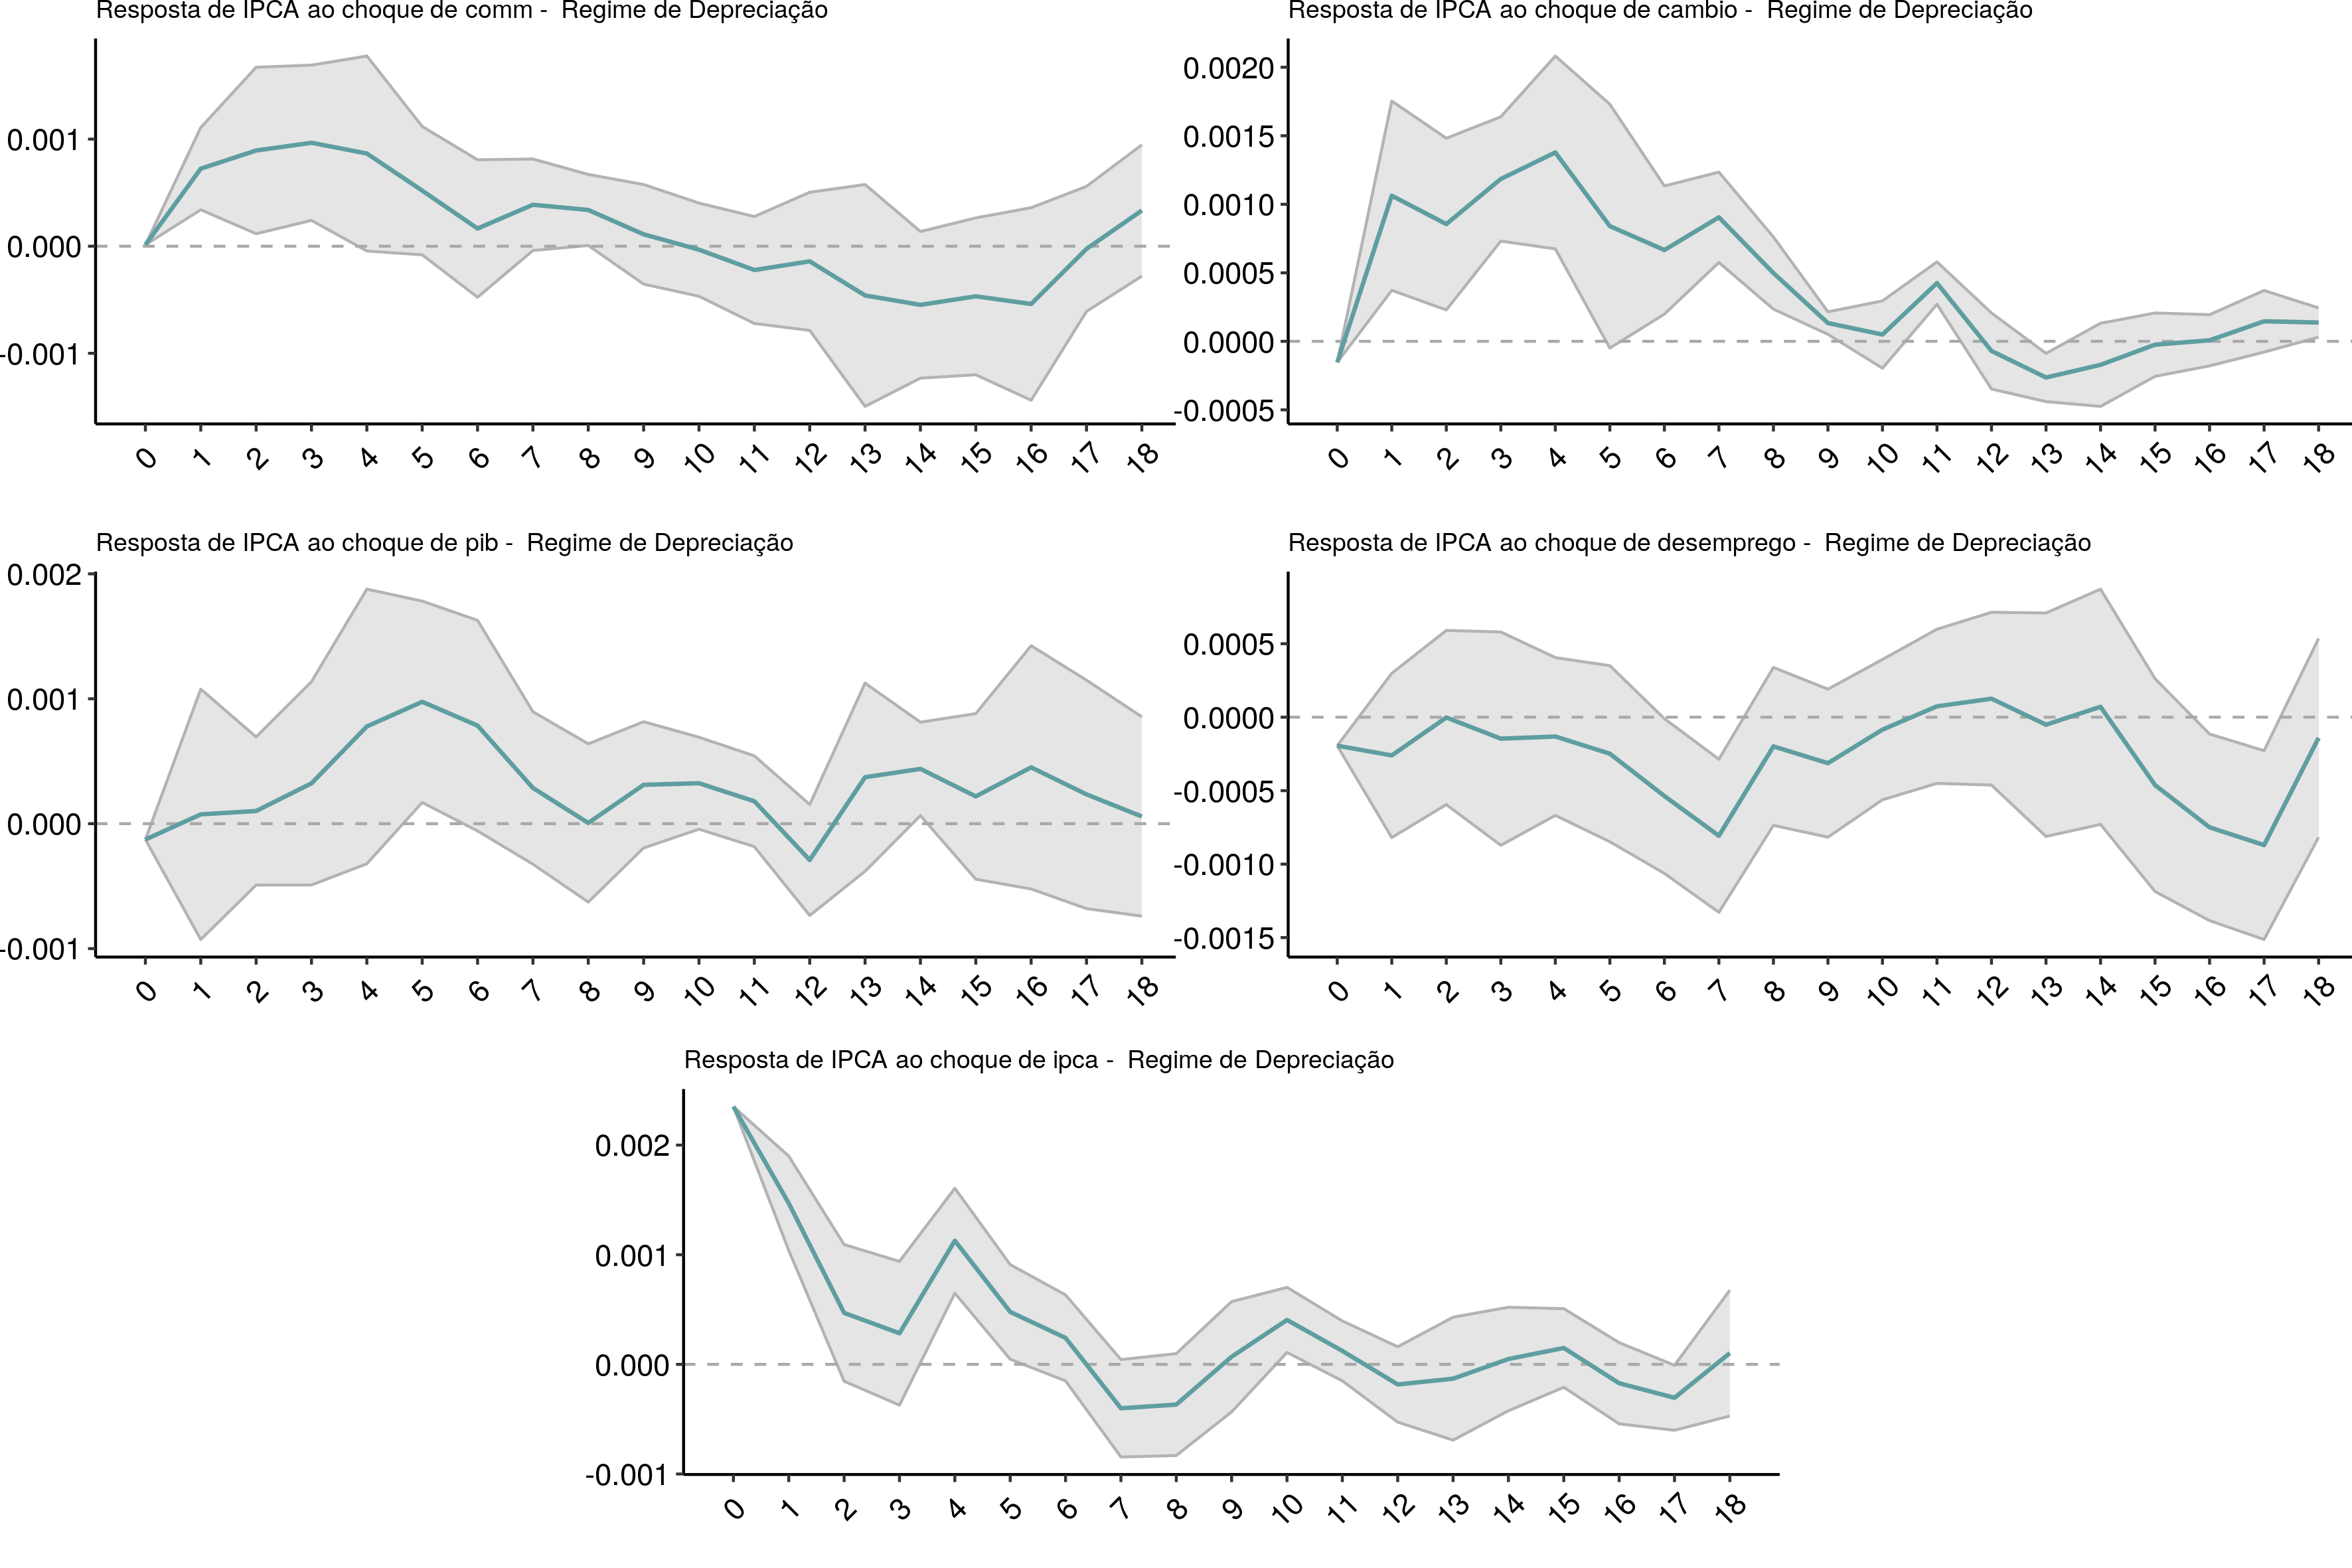 Resposta de IPCA ao choque de comm -  Regime de Depreciação
0.001
0.000
-0.001
0 1 2 3 4 5 6 7 8 9 10 11 12 13 14 15 16 17 18
Resposta de IPCA ao choque de cambio -  Regime de Depreciação
0.0020
0.0015
0.0010
0.0005
0.0000
-0.0005
0 1 2 3 4 5 6 7 8 9 10 11 12 13 14 15 16 17 18
Resposta de IPCA ao choque de pib -  Regime de Depreciação
0.002
0.001
0.000
-0.001
0 1 2 3 4 5 6 7 8 9 10 11 12 13 14 15 16 17 18
Resposta de IPCA ao choque de desemprego -  Regime de Depreciação
0.0005
0.0000
-0.0005
-0.0010
-0.0015
0 1 2 3 4 5 6 7 8 9 10 11 12 13 14 15 16 17 18
Resposta de IPCA ao choque de ipca -  Regime de Depreciação
0.002
0.001
0.000
-0.001
0 1 2 3 4 5 6 7 8 9 10 11 12 13 14 15 16 17 18